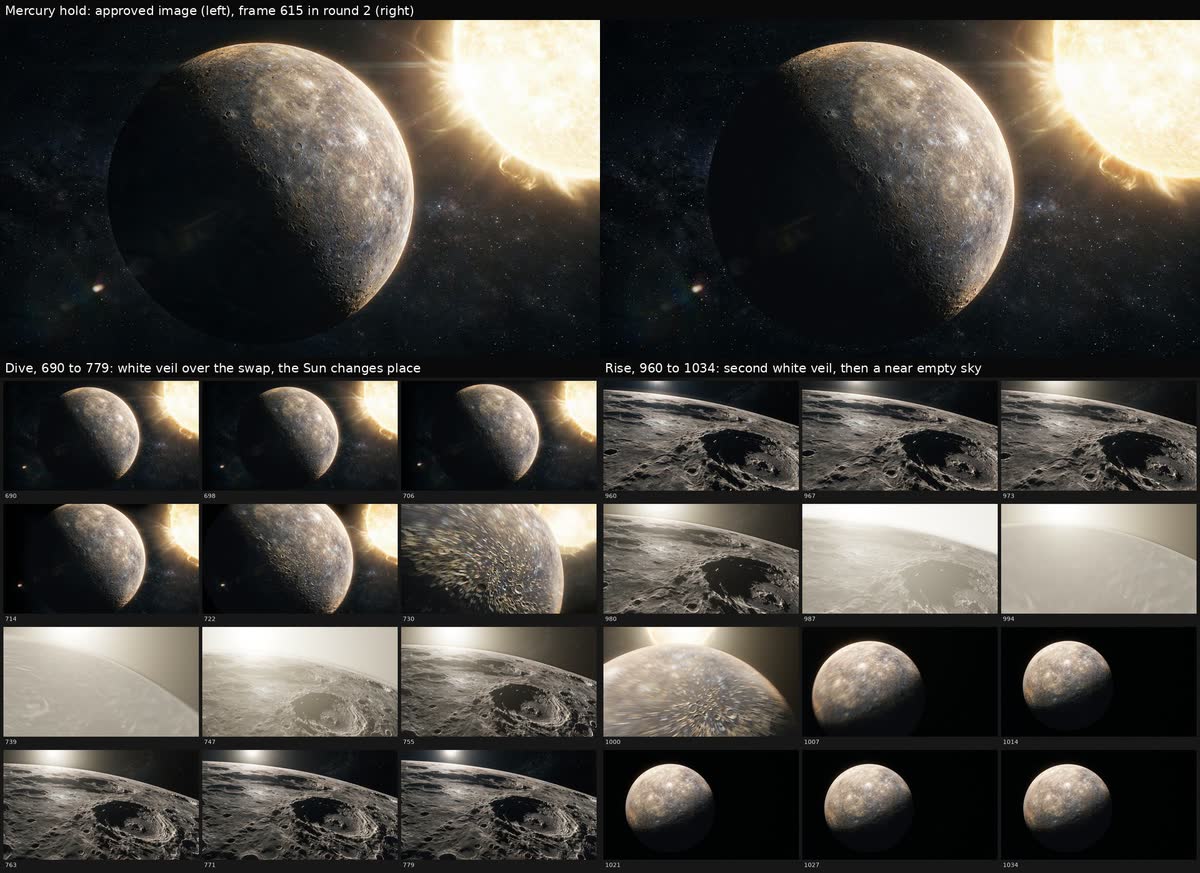 Mercury hold: approved image (left), frame 615 in round 2 (right)
Dive, 690 to 779: white veil over the swap, the Sun changes place
Rise, 960 to 1034: second white veil, then a near empty sky
690 698 706 960 967 973
714 722 730 980 987 994
739 747 755 1000 1007 1014
763 771 779 1021 1027 1034